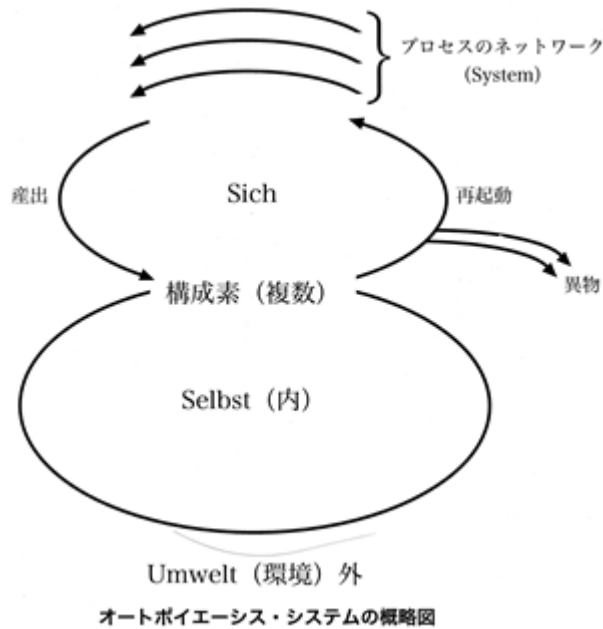 プロセスのネットワーク
(System)
産出
Sich
再起動
異物
構成素（複数）
Selbst（内）
Umwelt（環境）外
オートポイエーシス・システムの概略図